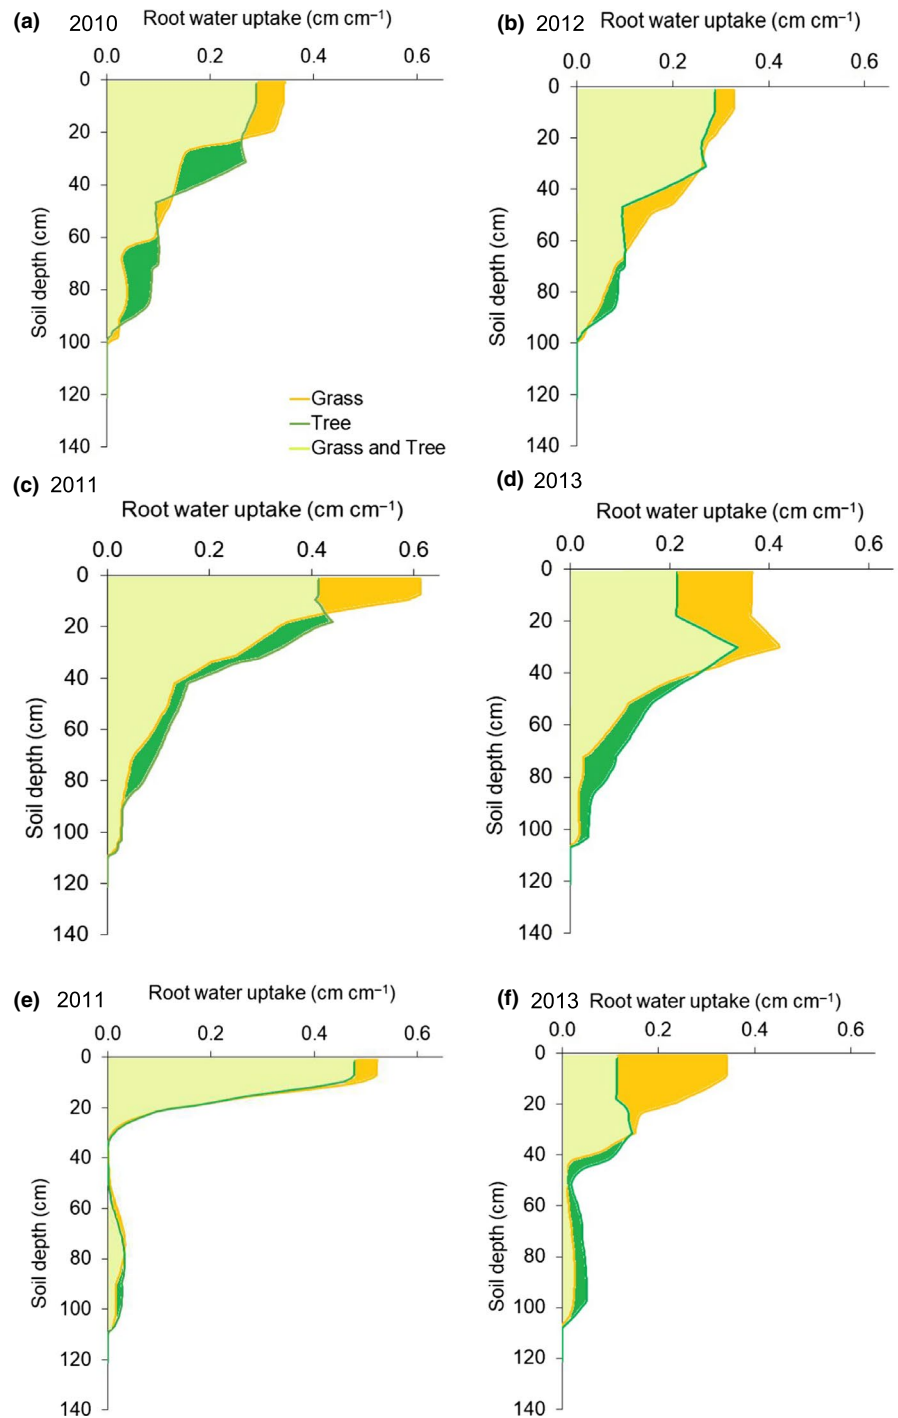 (a) 2010 Root water uptake (cm cm⁻¹)
0.0 0.2 0.4 0.6
0
20
40
60
80
100
120
140
Soil depth (cm)
Grass
Tree
Grass and Tree
(b) 2012 Root water uptake (cm cm⁻¹)
0.0 0.2 0.4 0.6
0
20
40
60
80
100
120
140
Soil depth (cm)
(c) 2011
Root water uptake (cm cm⁻¹)
0.0 0.2 0.4 0.6
0
20
40
60
80
100
120
140
Soil depth (cm)
(d) 2013
Root water uptake (cm cm⁻¹)
0.0 0.2 0.4 0.6
0
20
40
60
80
100
120
140
Soil depth (cm)
(e) 2011 Root water uptake (cm cm⁻¹)
0.0 0.2 0.4 0.6
0
20
40
60
80
100
120
140
Soil depth (cm)
(f) 2013 Root water uptake (cm cm⁻¹)
0.0 0.2 0.4 0.6
0
20
40
60
80
100
120
140
Soil depth (cm)